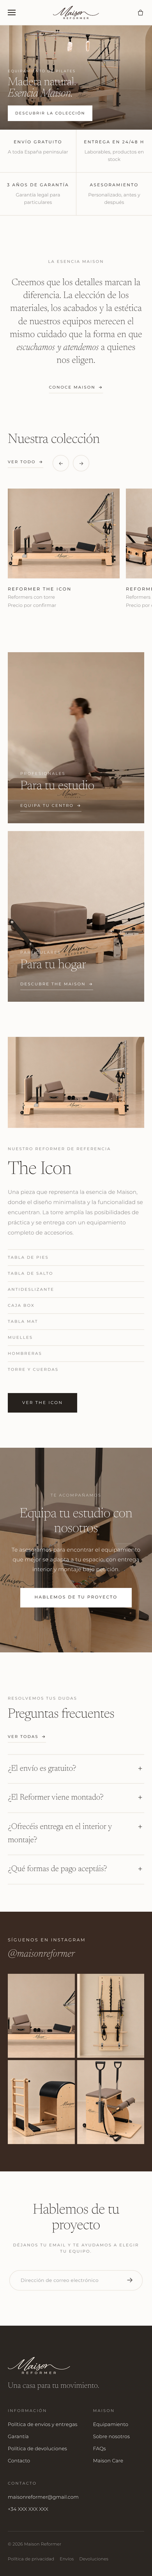 Maison
REFORMER
Madera natural
Esencia Maison.
DESCUBRIR LA COLECCIÓN
ENVÍO GRATUITO
A toda España peninsular
ENTREGA EN 24/48 H
Laborables, productos en
stock
3 AÑOS DE GARANTÍA
Garantía legal para
particulares
ASESORAMIENTO
Personalizado, antes y
después
LA ESENCIA MAISON
Creemos que los detalles marcan la
diferencia. La elección de los
materiales, los acabados y la estética
de nuestros equipos merecen el
mismo cuidado que la forma en que
escuchamos y atendemos a quienes
nos eligen.
CONOCE MAISON →
Nuestra colección
VER TODO →
← →
REFORMER THE ICON
Reformers con torre
Precio por confirmar
REFORME
Reformers
Precio por
PROFESIONALES
Para tu estudio
EQUIPA TU CENTRO →
Para tu hogar
DESCUBRE THE MAISON →
NUESTRO REFORMER DE REFERENCIA
The Icon
Una pieza que representa la esencia de Maison,
donde el diseño minimalista y la funcionalidad se
encuentran. La torre amplía las posibilidades de
práctica y se entrega con un equipamiento
completo de accesorios.
TABLA DE PIES
TABLA DE SALTO
ANTIDESLIZANTE
CAJA BOX
TABLA MAT
MUELLES
HOMBRERAS
TORRE Y CUERDAS
VER THE ICON
TE ACOMPAÑAMOS
Equipa tu estudio con
nosotros
Te asesoramos para encontrar el equipamiento
que mejor se adapta a tu espacio, con entrega
interior y montaje bajo petición.
HABLEMOS DE TU PROYECTO
RESOLVEMOS TUS DUDAS
Preguntas frecuentes
VER TODAS →
¿El envío es gratuito? +
¿El Reformer viene montado? +
¿Ofrecéis entrega en el interior y +
montaje?
¿Qué formas de pago aceptáis? +
SÍGUENOS EN INSTAGRAM
@maisonreformer
Hablemos de tu
proyecto
DÉJANOS TU EMAIL Y TE AYUDAMOS A ELEGIR
TU EQUIPO.
Dirección de correo electrónico →
Maison
REFORMER
Una casa para tu movimiento.
INFORMACIÓN
Política de envíos y entregas
Garantía
Política de devoluciones
Contacto
MAISON
Equipamiento
Sobre nosotros
FAQs
Maison Care
CONTACTO
maisonreformer@gmail.com
+34 XXX XXX XXX
© 2026 Maison Reformer
Política de privacidad Envíos Devoluciones